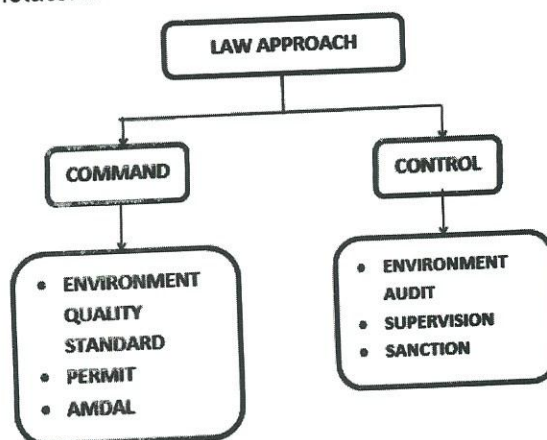 LAW APPROACH
COMMAND
CONTROL
• ENVIRONMENT
QUALITY
STANDARD
• PERMIT
• AMDAL
• ENVIRONMENT
AUDIT
• SUPERVISION
• SANCTION